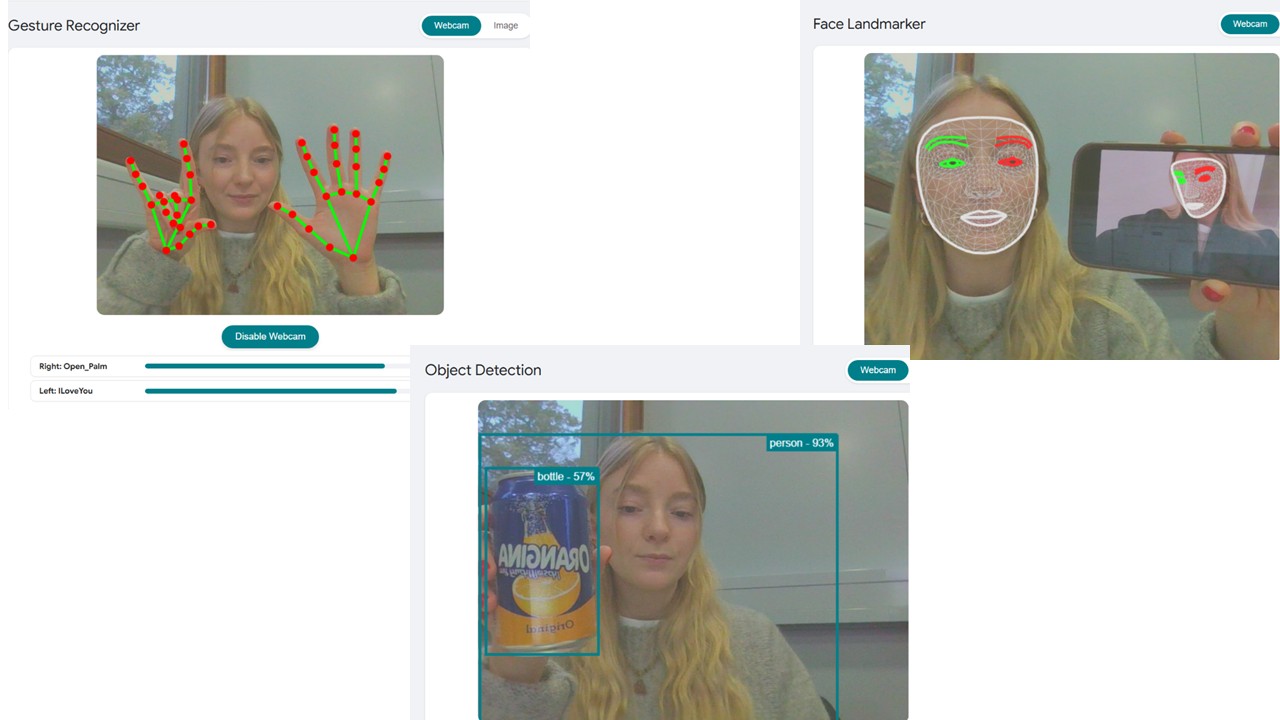 Gesture Recognizer
Webcam
Image
Disable Webcam
Right: Open_Palm
Left: ILoveYou
Face Landmarker
Webcam
Object Detection
Webcam
person - 93%
bottle - 57%
ORANGINA
Original